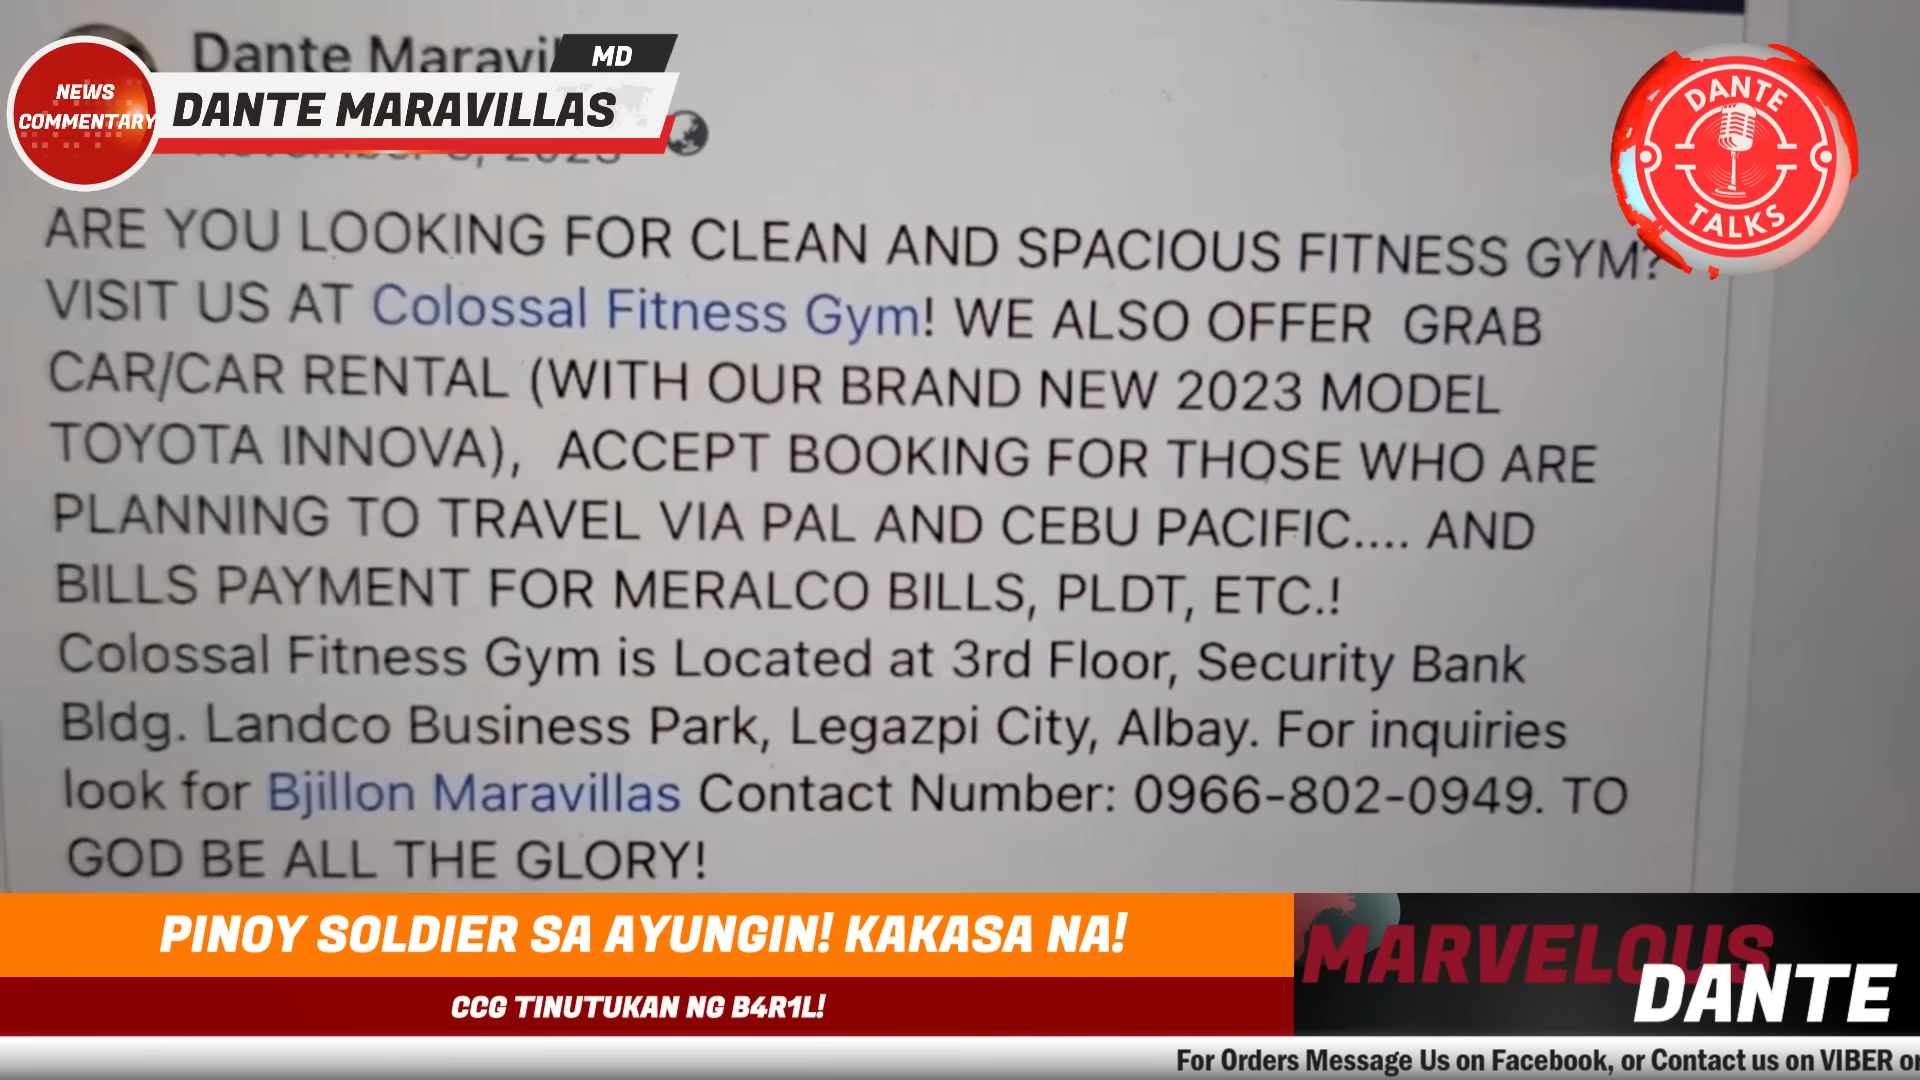 Dante Maravil
MD
NEWS
COMMENTARY
DANTE MARAVILLAS
DANTE
TALKS
ARE YOU LOOKING FOR CLEAN AND SPACIOUS FITNESS GYM?
VISIT US AT Colossal Fitness Gym! WE ALSO OFFER GRAB
CAR/CAR RENTAL (WITH OUR BRAND NEW 2023 MODEL
TOYOTA INNOVA), ACCEPT BOOKING FOR THOSE WHO ARE
PLANNING TO TRAVEL VIA PAL AND CEBU PACIFIC.... AND
BILLS PAYMENT FOR MERALCO BILLS, PLDT, ETC.!
Colossal Fitness Gym is Located at 3rd Floor, Security Bank
Bldg. Landco Business Park, Legazpi City, Albay. For inquiries
look for Bjillon Maravillas Contact Number: 0966-802-0949. TO
GOD BE ALL THE GLORY!
PINOY SOLDIER SA AYUNGIN! KAKASA NA!
CCG TINUTUKAN NG B4R1L!
MARVELOUS
DANTE
For Orders Message Us on Facebook, or Contact us on VIBER or